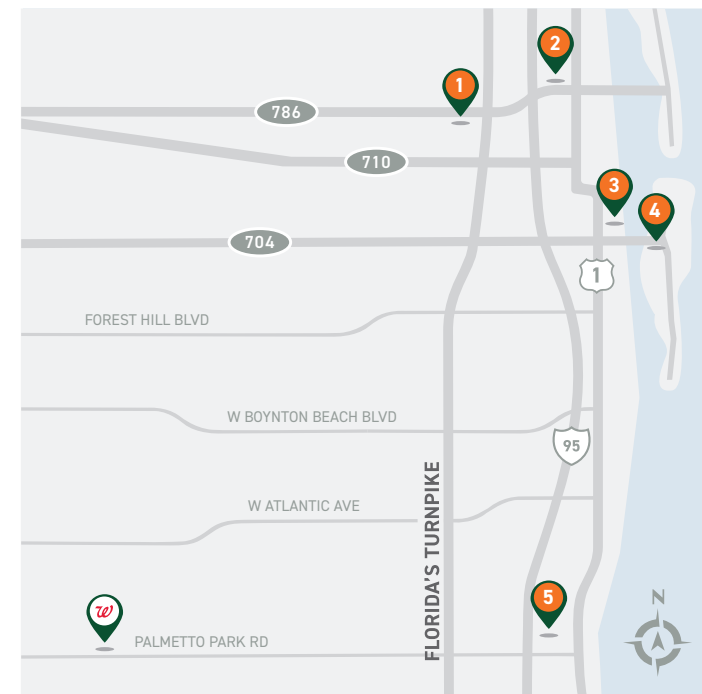 2
1
786
710
3
4
704
1
FOREST HILL BLVD
W BOYNTON BEACH BLVD
95
FLORIDA'S TURNPIKE
W ATLANTIC AVE
5
N
W
PALMETTO PARK RD